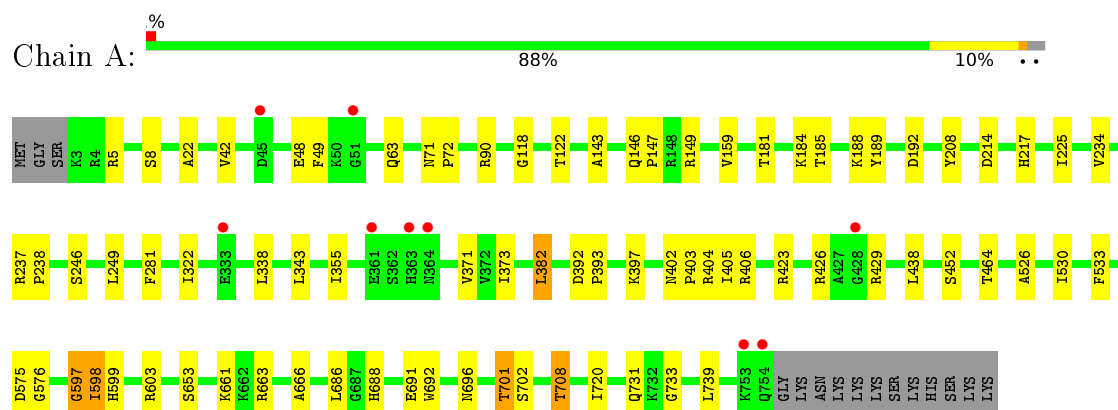 .%
Chain A:
88% 10% . .
MET GLY SER K3 R4 R5 S8 A22 V42 D45 E48 F49 K50 G51 Q63 N71 P72 R90 G118 T122 A143 Q146 P147 R148 R149 V159 T181 K184 T185 K188 Y189 D192 Y208 D214 H217 I225 V234
R237 P238 S246 L249 F281 I322 E333 L338 L343 I355 E361 S362 H363 N364 V371 V372 I373 L382 D392 P393 K397 N402 P403 R404 I405 R406 R423 R426 A427 G428 R429 L438 S452 T464 A526 I530 F533
D575 G576 G597 I598 H599 R603 S653 K661 K662 R663 A666 L686 G687 H688 E691 W692 N696 T701 S702 T708 I720 Q731 K732 G733 L739 K753 Q754 GLY LYS ASN LYS LYS LYS SER LYS HIS SER LYS LYS